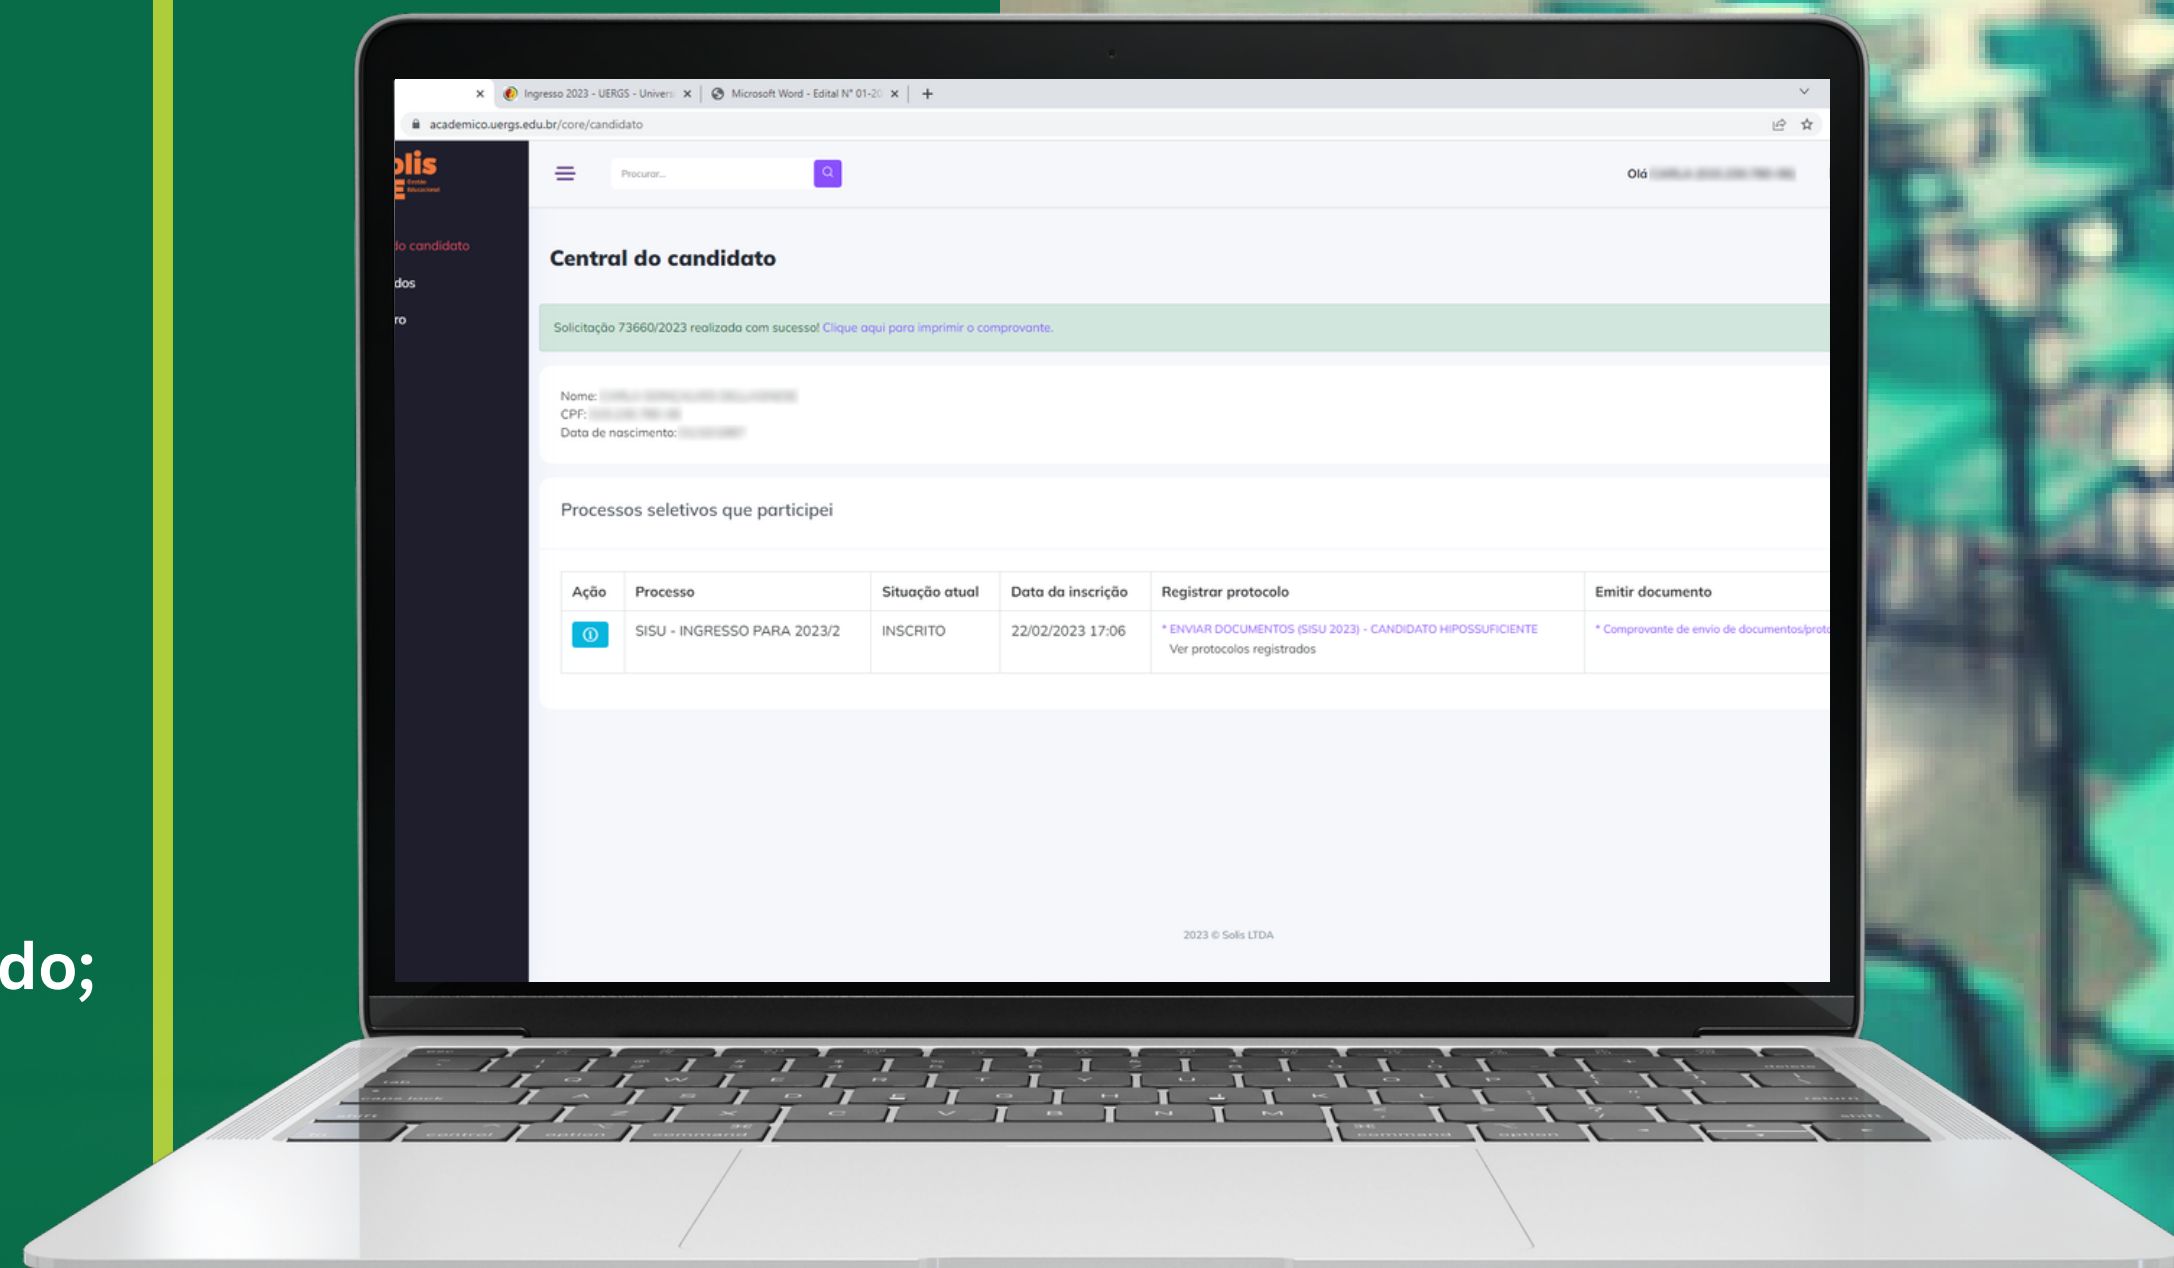 Ingresso 2023 - UERGS - Univers
Microsoft Word - Edital N° 01-20
academico.uergs.edu.br/core/candidato
olis
E Gestão
Educacional
Procurar...
Olá
do candidato
dos
ro
Central do candidato
Solicitação 73660/2023 realizada com sucesso! Clique aqui para imprimir o comprovante.
Nome:
CPF:
Data de nascimento:
Processos seletivos que participei
Ação Processo Situação atual Data da inscrição Registrar protocolo Emitir documento
SISU - INGRESSO PARA 2023/2 INSCRITO 22/02/2023 17:06 * ENVIAR DOCUMENTOS (SISU 2023) - CANDIDATO HIPOSSUFICIENTE * Comprovante de envio de documentos/proto
Ver protocolos registrados
2023 © Solis LTDA
do;